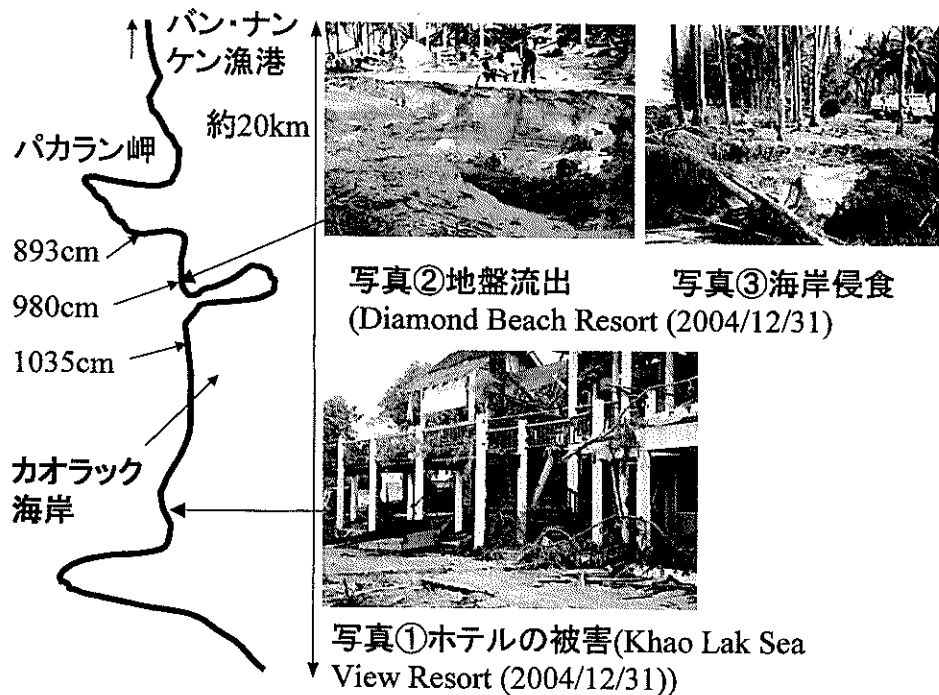 バン・ナン
ケン漁港
約20km
パカラン岬
893cm
980cm
1035cm
カオラック
海岸
写真②地盤流出
(Diamond Beach Resort (2004/12/31)
写真③海岸侵食
写真①ホテルの被害(Khao Lak Sea
View Resort (2004/12/31))